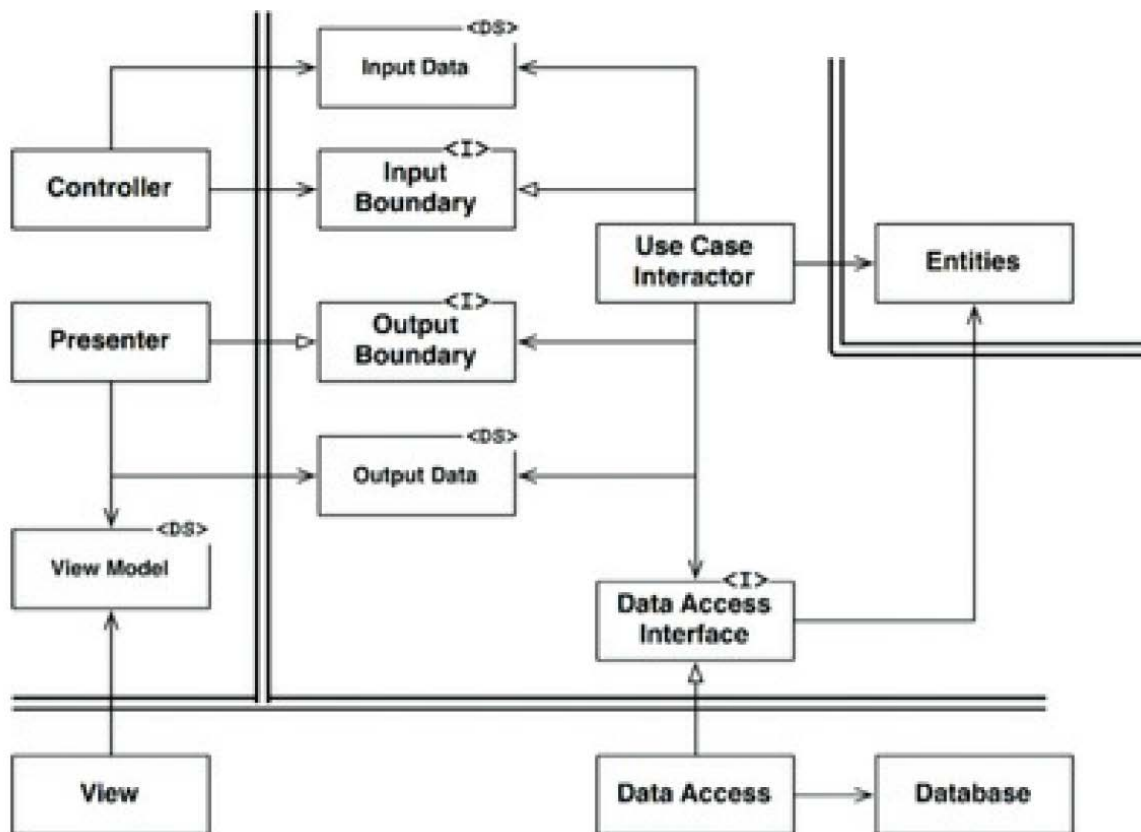 <DS>
Input Data
<I>
Controller
Input
Boundary
Use Case
Interactor
Entities
<I>
Presenter
Output
Boundary
<DS>
Output Data
<DS>
View Model
<I>
Data Access
Interface
View
Data Access
Database